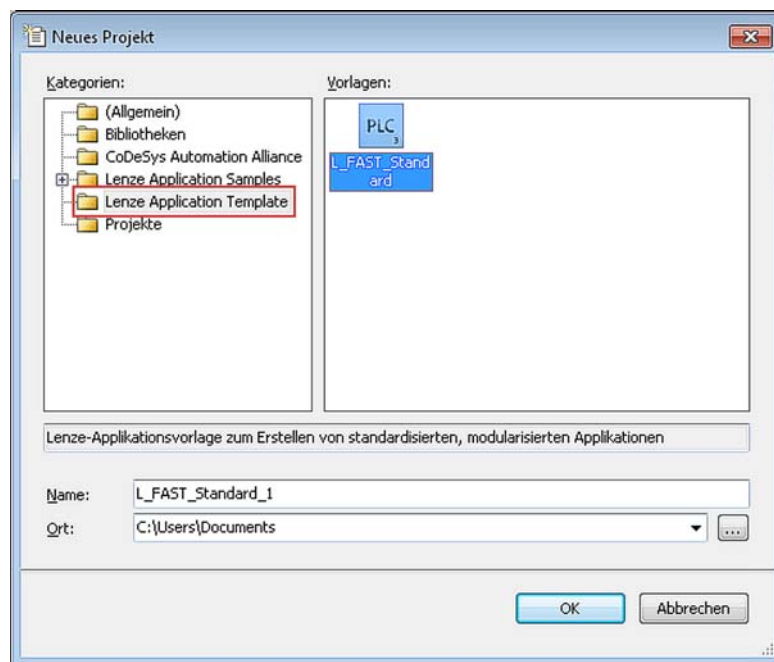 Neues Projekt
Kategorien:
(Allgemein)
Bibliotheken
CoDeSys Automation Alliance
Lenze Application Samples
Lenze Application Template
Projekte
Vorlagen:
PLC
3
L_FAST_Stand
ard
Lenze-Applikationsvorlage zum Erstellen von standardisierten, modularisierten Applikationen
Name:
L_FAST_Standard_1
Ort:
C:\Users\Documents
...
OK
Abbrechen